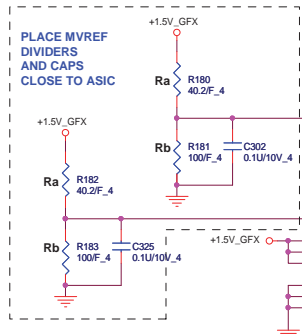 +1.5V_GFX
PLACE MVREF
DIVIDERS
AND CAPS
CLOSE TO ASIC
Ra R180
40.2/F_4
+1.5V_GFX
Rb R181
100/F_4
C302
0.1U/10V_4
Ra R182
40.2/F_4
Rb R183
100/F_4
C325
0.1U/10V_4
+1.5V_GFX